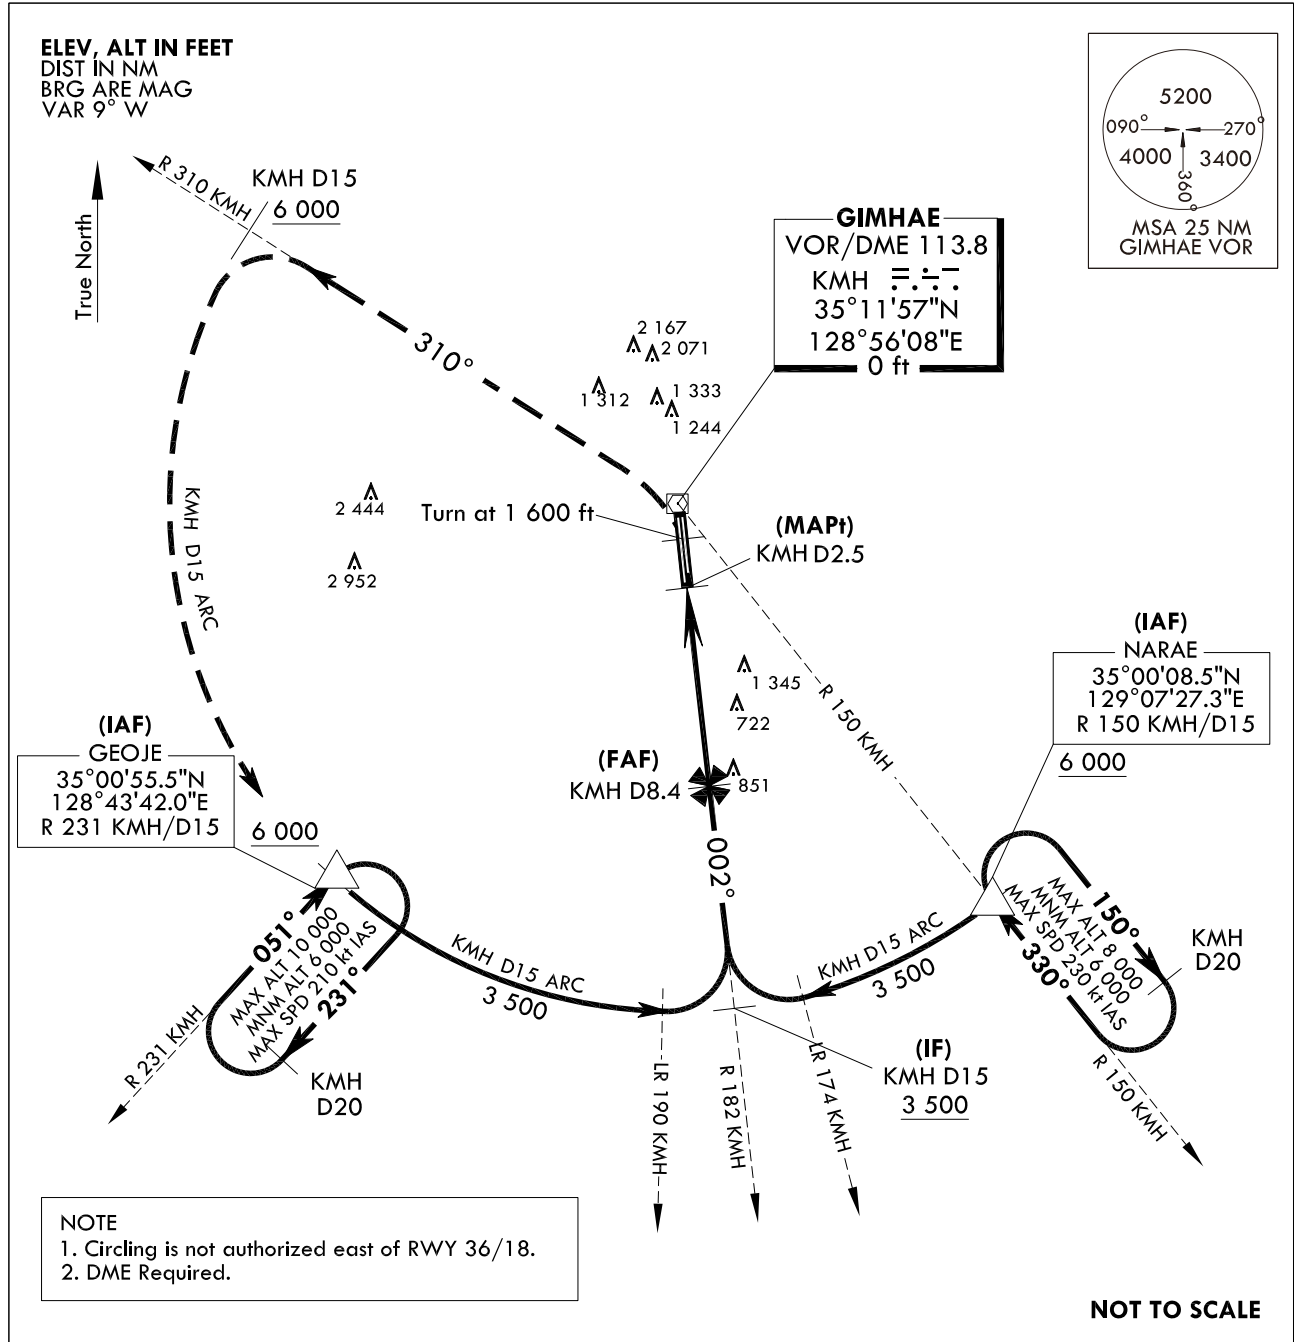 ELEV, ALT IN FEET
DIST IN NM
BRG ARE MAG
VAR 9° W
True North
R 310 KMH
KMH D15
6 000
5200
090°
270°
4000
3400
360°
MSA 25 NM
GIMHAE VOR
GIMHAE
VOR/DME 113.8
KMH
35°11'57"N
128°56'08"E
0 ft
310°
2 167
2 071
1 312
1 333
1 244
2 444
2 952
KMH D15 ARC
Turn at 1 600 ft
(MAPt)
KMH D2.5
1 345
722
851
R 150 KMH
(FAF)
KMH D8.4
002°
(IAF)
NARAE
35°00'08.5"N
129°07'27.3"E
R 150 KMH/D15
6 000
(IAF)
GEOJE
35°00'55.5"N
128°43'42.0"E
R 231 KMH/D15
6 000
051°
MAX ALT 10 000
MNM ALT 6 000
MAX SPD 210 kt IAS
231°
R 231 KMH
KMH
D20
KMH D15 ARC
3 500
KMH D15 ARC
3 500
150°
MAX ALT 8 000
MNM ALT 6 000
MAX SPD 230 kt IAS
330°
KMH
D20
R 150 KMH
(IF)
KMH D15
3 500
LR 190 KMH
R 182 KMH
LR 174 KMH
NOTE
1. Circling is not authorized east of RWY 36/18.
2. DME Required.
NOT TO SCALE